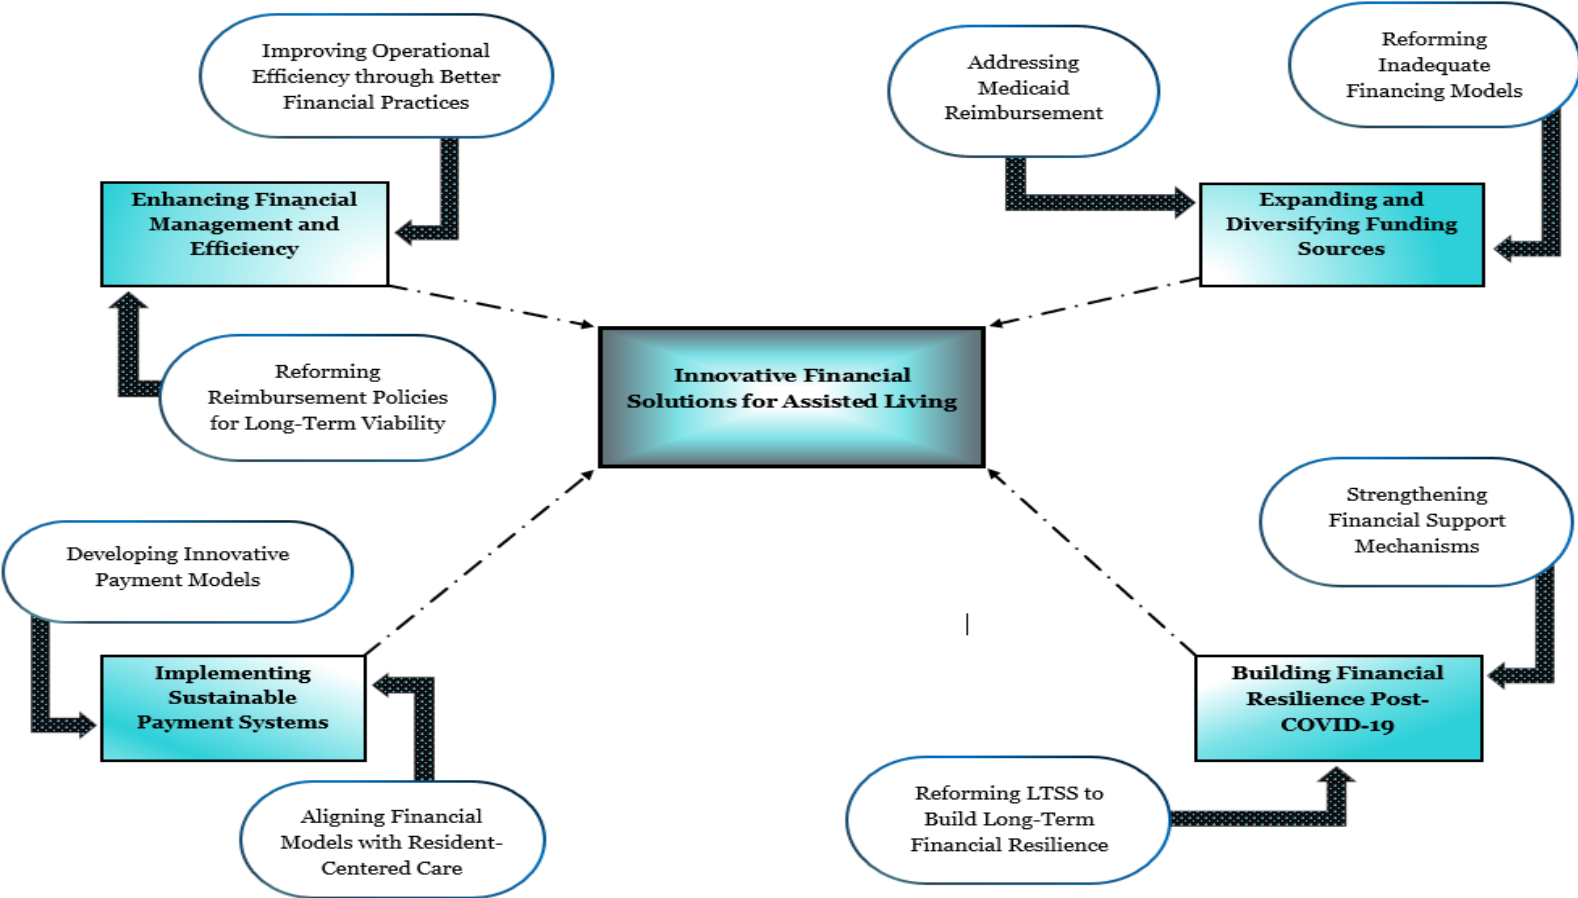 Improving Operational
Efficiency through Better
Financial Practices
Addressing
Medicaid
Reimbursement
Reforming
Inadequate
Financing Models
Enhancing Financial
Management and
Efficiency
Expanding and
Diversifying Funding
Sources
Reforming
Reimbursement Policies
for Long-Term Viability
Innovative Financial
Solutions for Assisted Living
Strengthening
Financial Support
Mechanisms
Developing Innovative
Payment Models
Implementing
Sustainable
Payment Systems
Building Financial
Resilience Post-
COVID-19
Aligning Financial
Models with Resident-
Centered Care
Reforming LTSS to
Build Long-Term
Financial Resilience